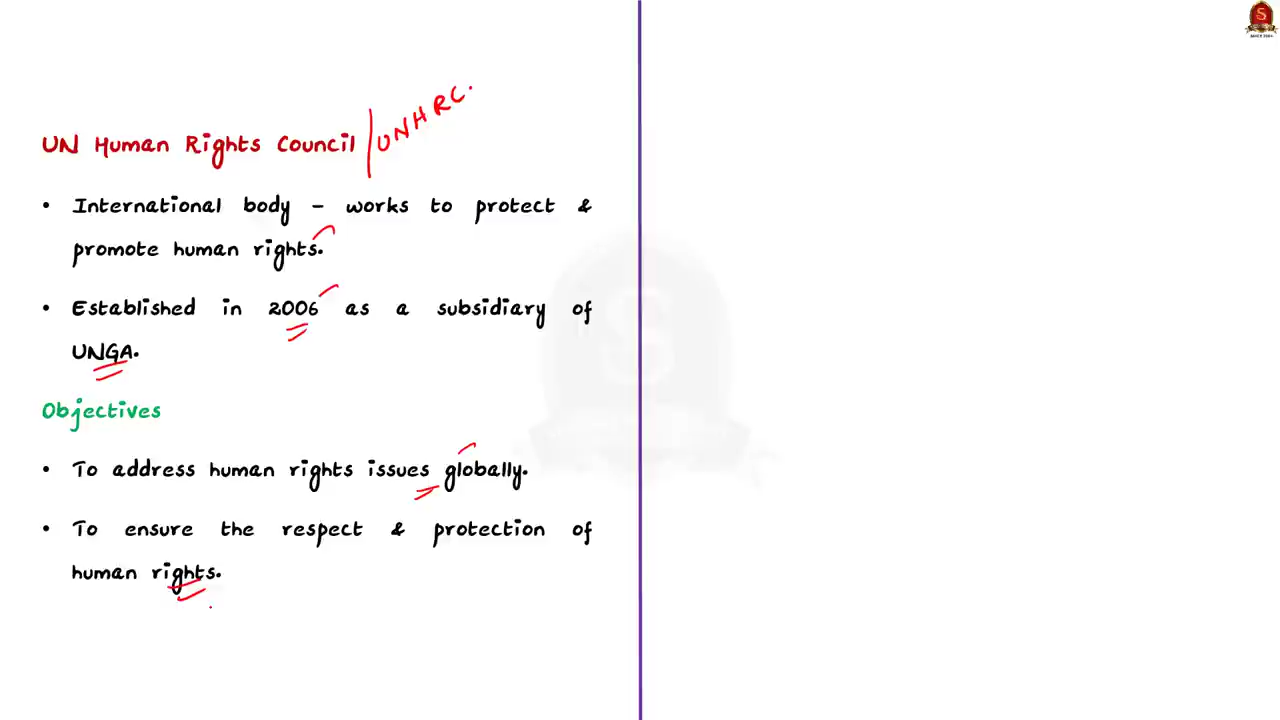 UN Human Rights Council /UNHRC.
• International body - works to protect &
promote human rights.
• Established in 2006 as a subsidiary of
UNGA.
Objectives
• To address human rights issues globally.
• To ensure the respect & protection of
human rights.
S